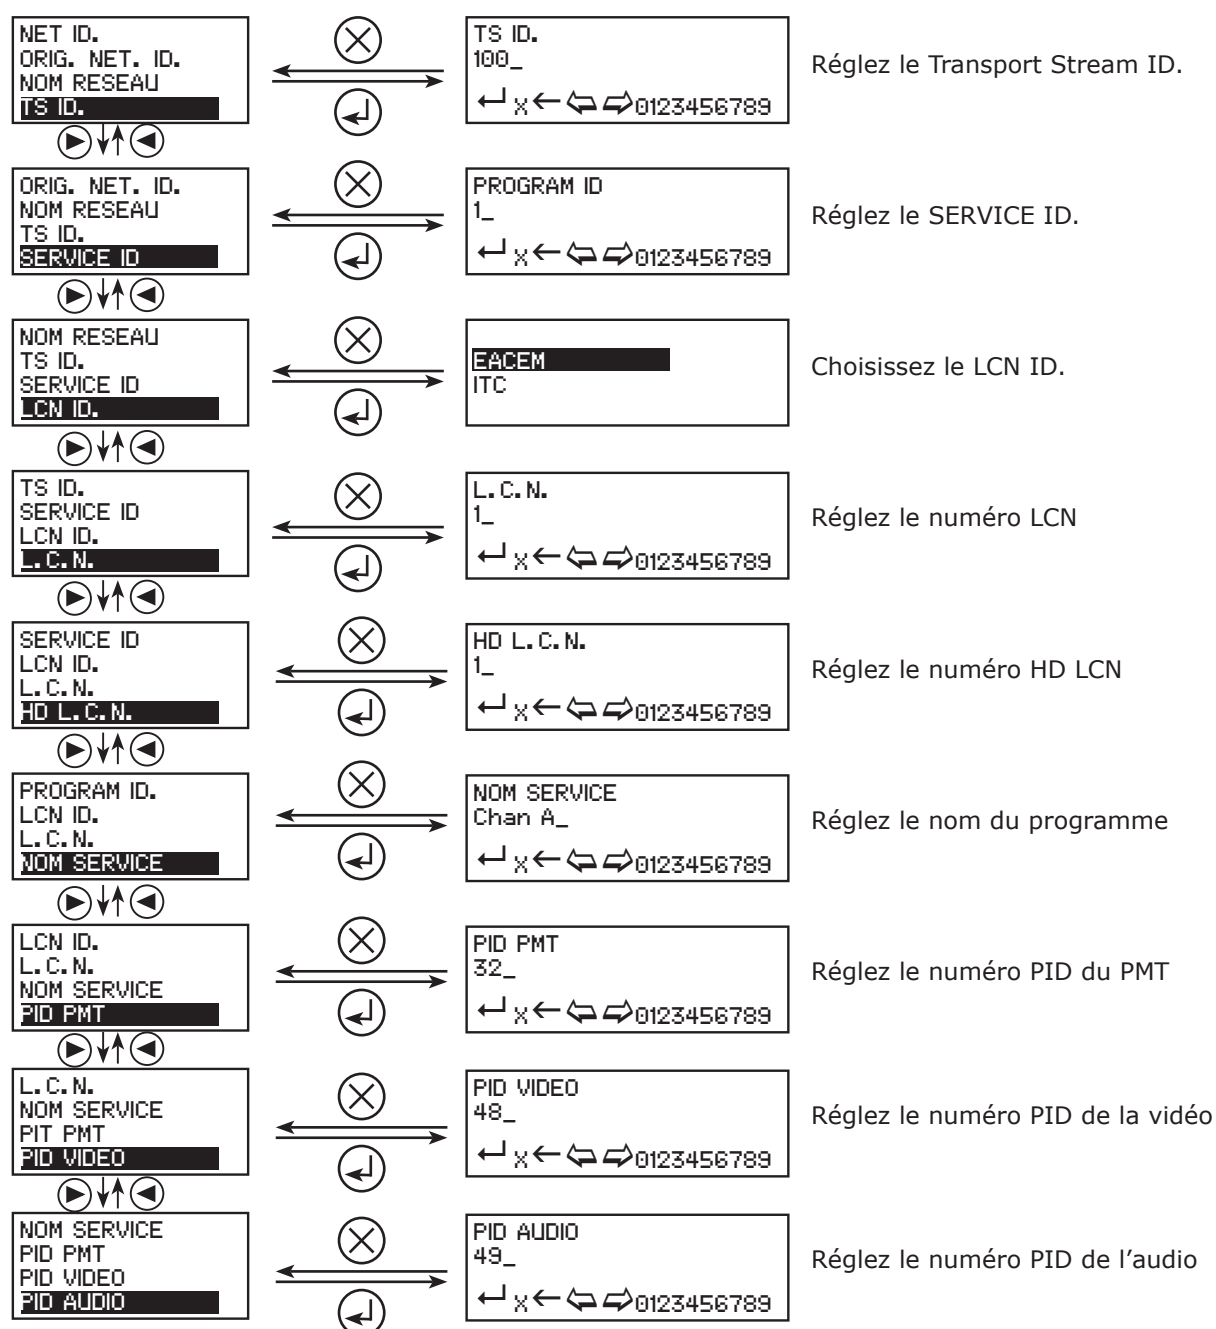 NET ID.
ORIG. NET. ID.
NOM RESEAU
TS ID.
TS ID.
100_
x 0123456789
Réglez le Transport Stream ID.
ORIG. NET. ID.
NOM RESEAU
TS ID.
SERVICE ID
PROGRAM ID
1_
x 0123456789
Réglez le SERVICE ID.
NOM RESEAU
TS ID.
SERVICE ID
LCN ID.
EACEM
ITC
Choisissez le LCN ID.
TS ID.
SERVICE ID
LCN ID.
L.C.N.
L.C.N.
1_
x 0123456789
Réglez le numéro LCN
SERVICE ID
LCN ID.
L.C.N.
HD L.C.N.
HD L.C.N.
1_
x 0123456789
Réglez le numéro HD LCN
PROGRAM ID.
LCN ID.
L.C.N.
NOM SERVICE
NOM SERVICE
Chan A_
x 0123456789
Réglez le nom du programme
LCN ID.
L.C.N.
NOM SERVICE
PID PMT
PID PMT
32_
x 0123456789
Réglez le numéro PID du PMT
L.C.N.
NOM SERVICE
PIT PMT
PID VIDEO
PID VIDEO
48_
x 0123456789
Réglez le numéro PID de la vidéo
NOM SERVICE
PID PMT
PID VIDEO
PID AUDIO
PID AUDIO
49_
x 0123456789
Réglez le numéro PID de l’audio